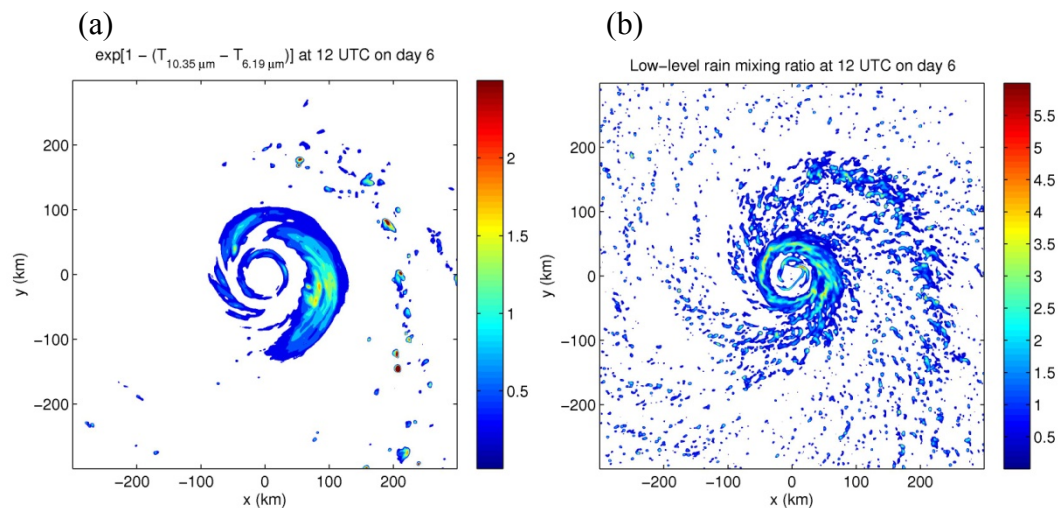 (a)
exp[1 − (T10.35 μm − T6.19 μm)] at 12 UTC on day 6
200
100
0
−100
−200
y (km)
−200 −100 0 100 200
x (km)
2
1.5
1
0.5
(b)
Low−level rain mixing ratio at 12 UTC on day 6
200
100
0
−100
−200
y (km)
−200 −100 0 100 200
x (km)
5.5
5
4.5
4
3.5
3
2.5
2
1.5
1
0.5